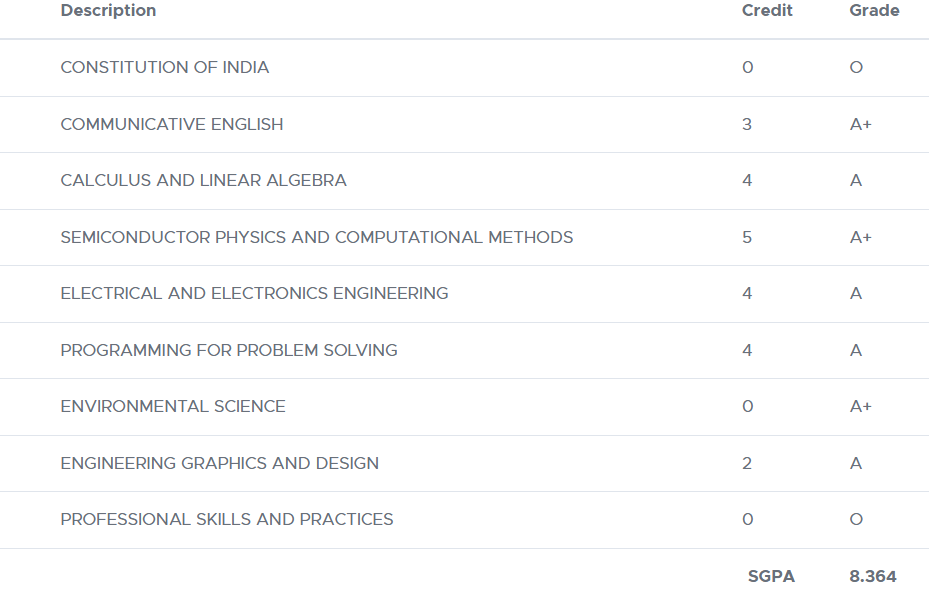 Description Credit Grade
CONSTITUTION OF INDIA 0 O
COMMUNICATIVE ENGLISH 3 A+
CALCULUS AND LINEAR ALGEBRA 4 A
SEMICONDUCTOR PHYSICS AND COMPUTATIONAL METHODS 5 A+
ELECTRICAL AND ELECTRONICS ENGINEERING 4 A
PROGRAMMING FOR PROBLEM SOLVING 4 A
ENVIRONMENTAL SCIENCE 0 A+
ENGINEERING GRAPHICS AND DESIGN 2 A
PROFESSIONAL SKILLS AND PRACTICES 0 O
SGPA 8.364